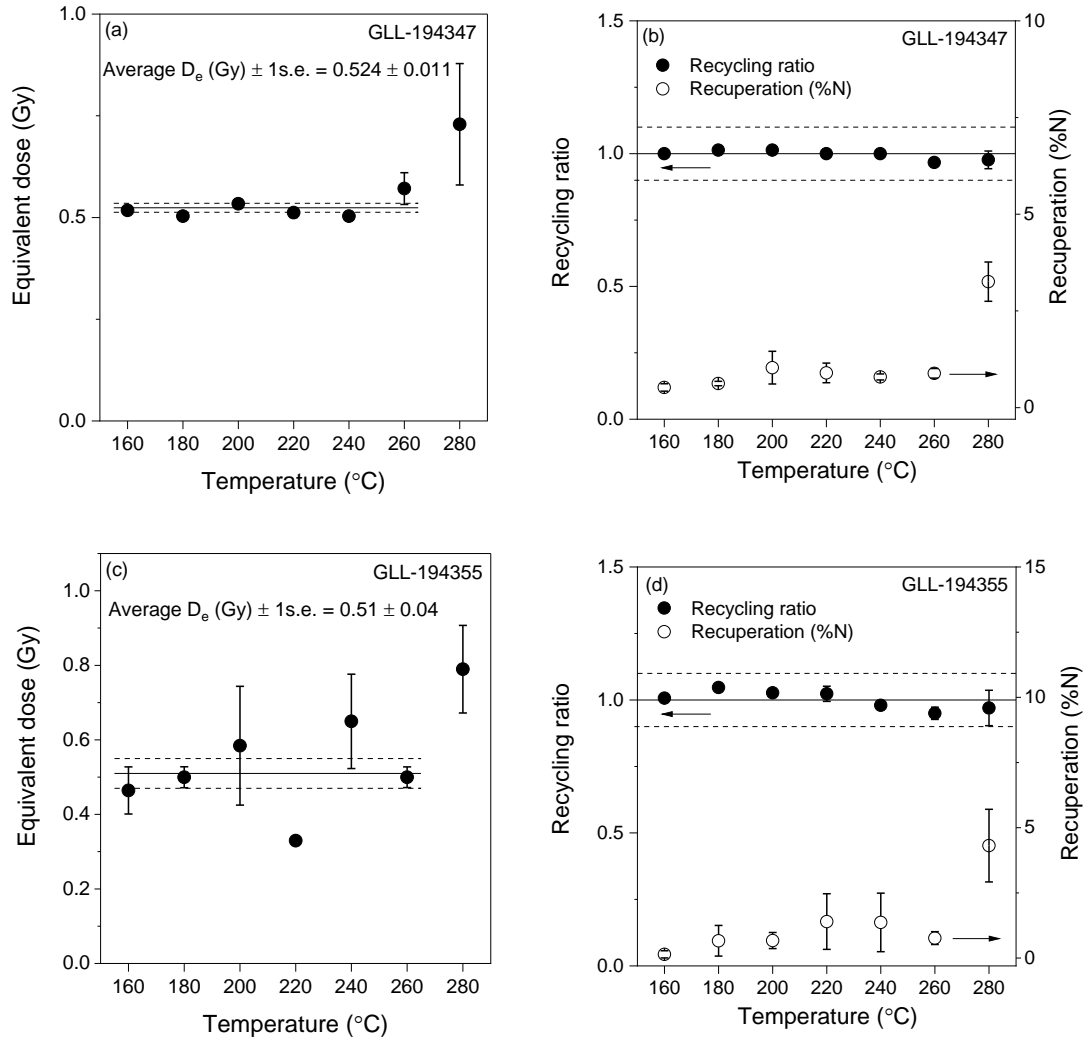 (a)
GLL-194347
Average De (Gy) ± 1s.e. = 0.524 ± 0.011
Equivalent dose (Gy)
1.0
0.5
0.0
160 180 200 220 240 260 280
Temperature (°C)
(b)
GLL-194347
Recycling ratio
Recuperation (%N)
Recycling ratio
1.5
1.0
0.5
0.0
10
5
0
Recuperation (%N)
160 180 200 220 240 260 280
Temperature (°C)
(c)
GLL-194355
Average De (Gy) ± 1s.e. = 0.51 ± 0.04
Equivalent dose (Gy)
1.0
0.8
0.6
0.4
0.2
0.0
160 180 200 220 240 260 280
Temperature (°C)
(d)
GLL-194355
Recycling ratio
Recuperation (%N)
Recycling ratio
1.5
1.0
0.5
0.0
15
10
5
0
Recuperation (%N)
160 180 200 220 240 260 280
Temperature (°C)